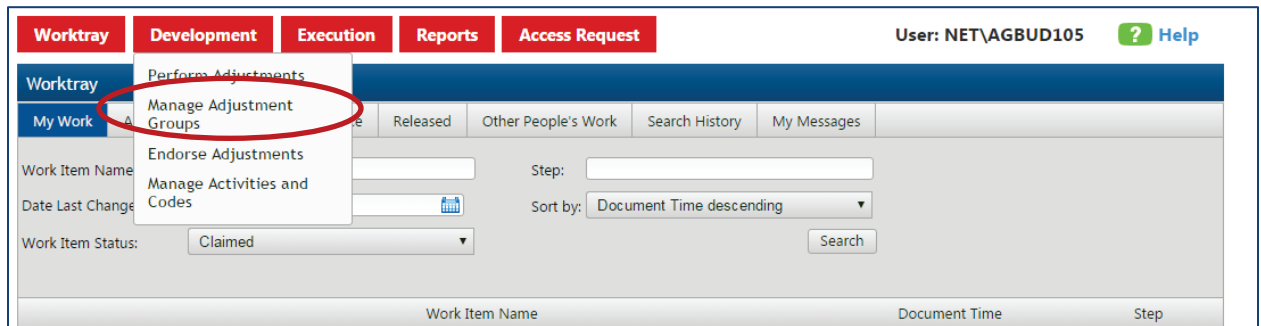 Worktray Development Execution Reports Access Request User: NET\AGBUD105 ? Help
Worktray
Perform Adjustments
Manage Adjustment
Groups
Endorse Adjustments
Manage Activities and
Codes
My Work Released Other People's Work Search History My Messages
Work Item Name Step:
Date Last Change Sort by: Document Time descending
Work Item Status: Claimed Search
Work Item Name Document Time Step